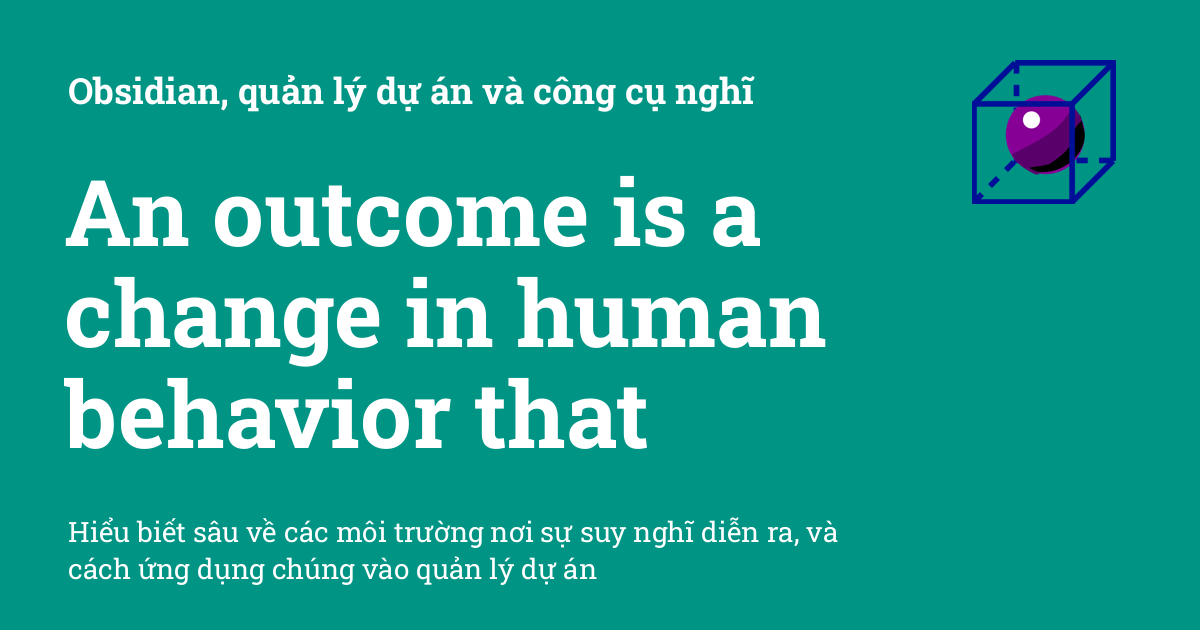 Obsidian, quản lý dự án và công cụ nghĩ
An outcome is a
change in human
behavior that
Hiểu biết sâu về các môi trường nơi sự suy nghĩ diễn ra, và
cách ứng dụng chúng vào quản lý dự án